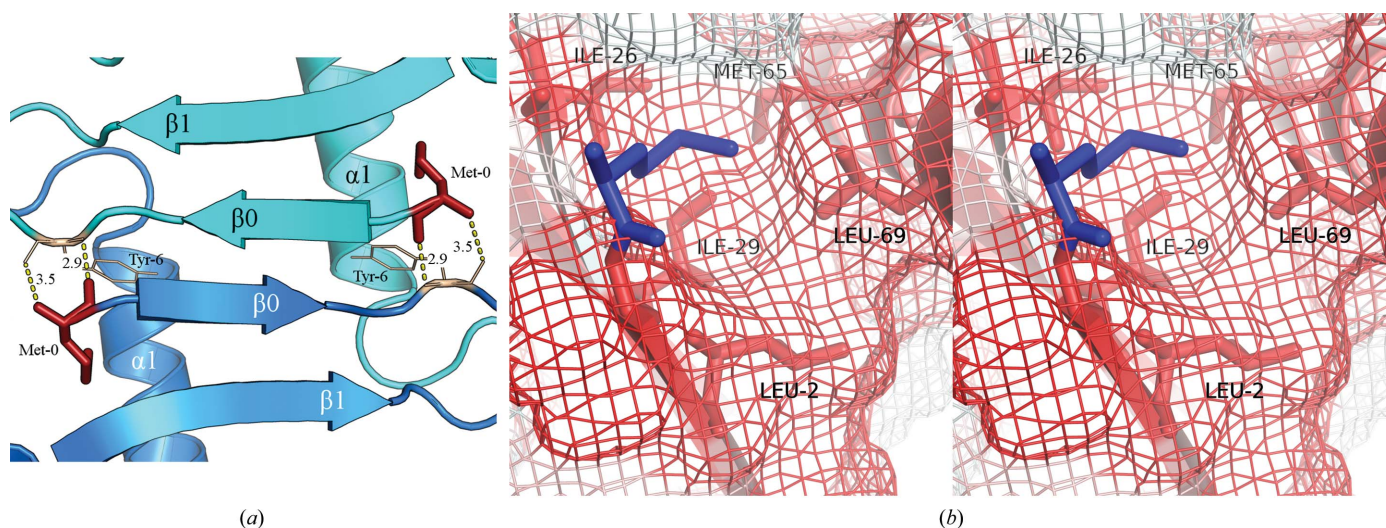 β1
α1
Met-0
β0
3.5
2.9
Tyr-6
Tyr-6
2.9
3.5
β0
Met-0
α1
β1
(a)
ILE-26
MET-65
ILE-29
LEU-69
LEU-2
ILE-26
MET-65
ILE-29
LEU-69
LEU-2
(b)